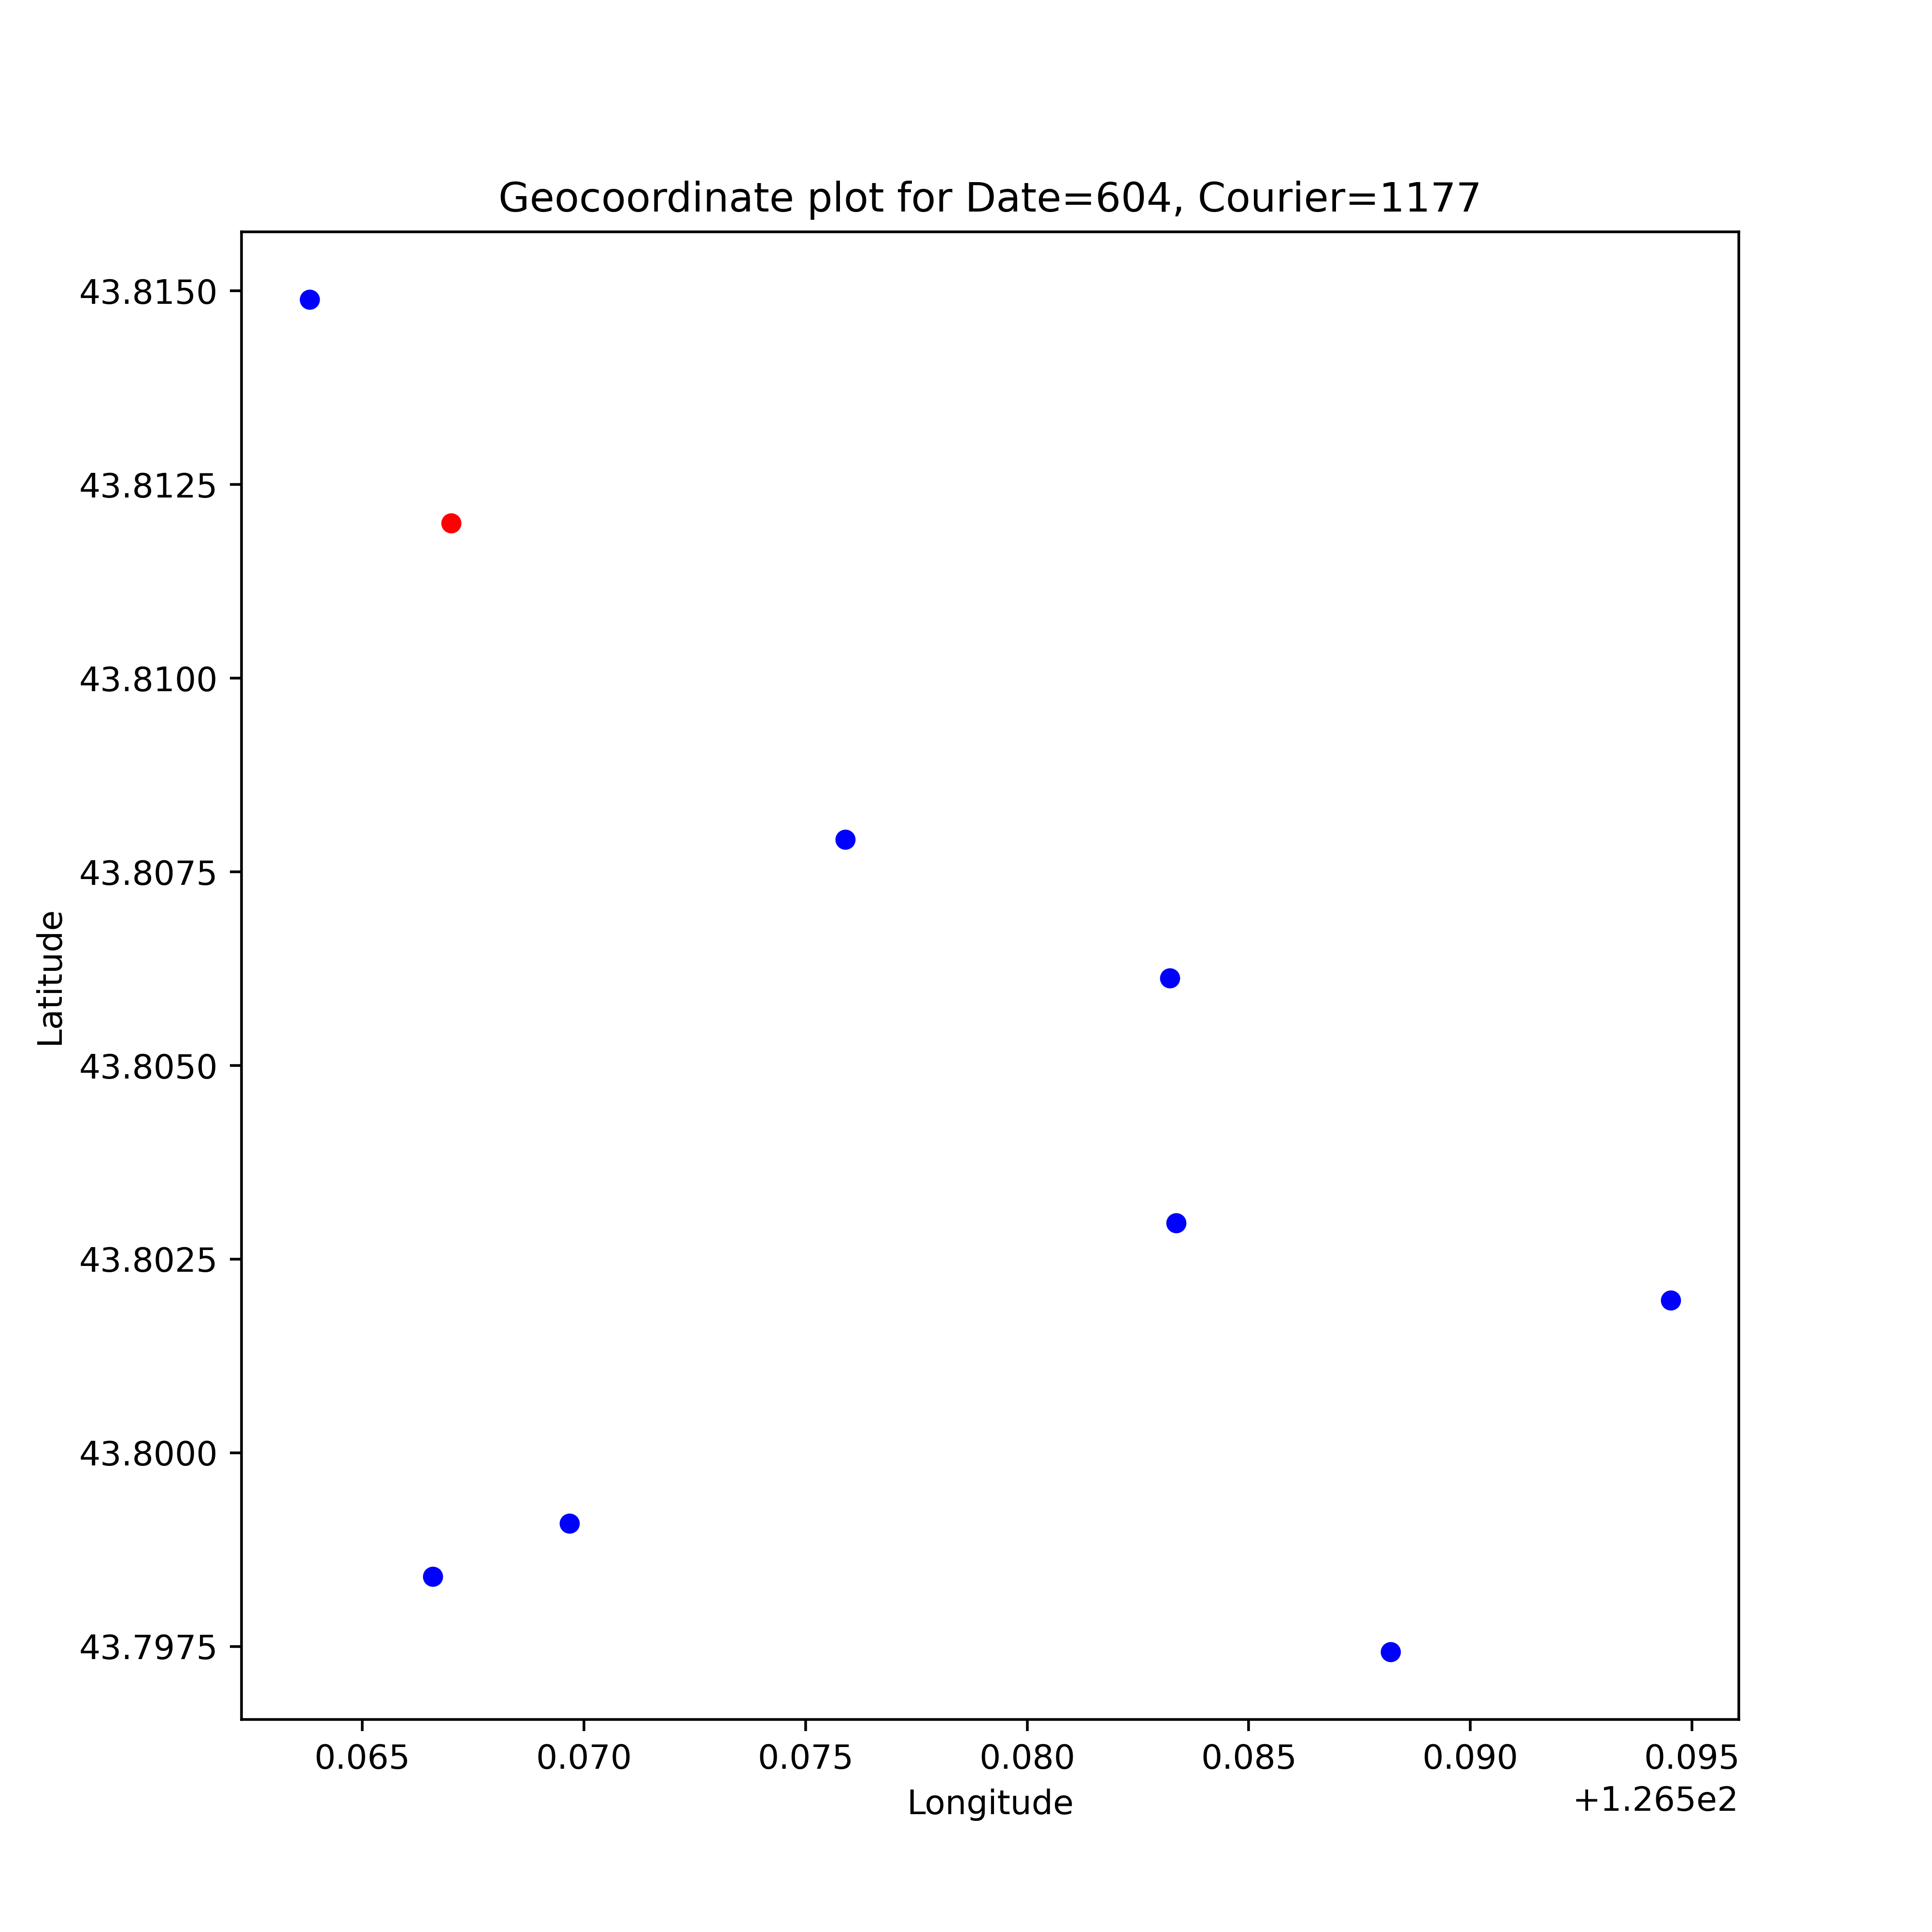 Geocoordinate plot for Date=604, Courier=1177
43.8150
43.8125
43.8100
43.8075
43.8050
43.8025
43.8000
43.7975
Latitude
0.065 0.070 0.075 0.080 0.085 0.090 0.095
+1.265e2
Longitude